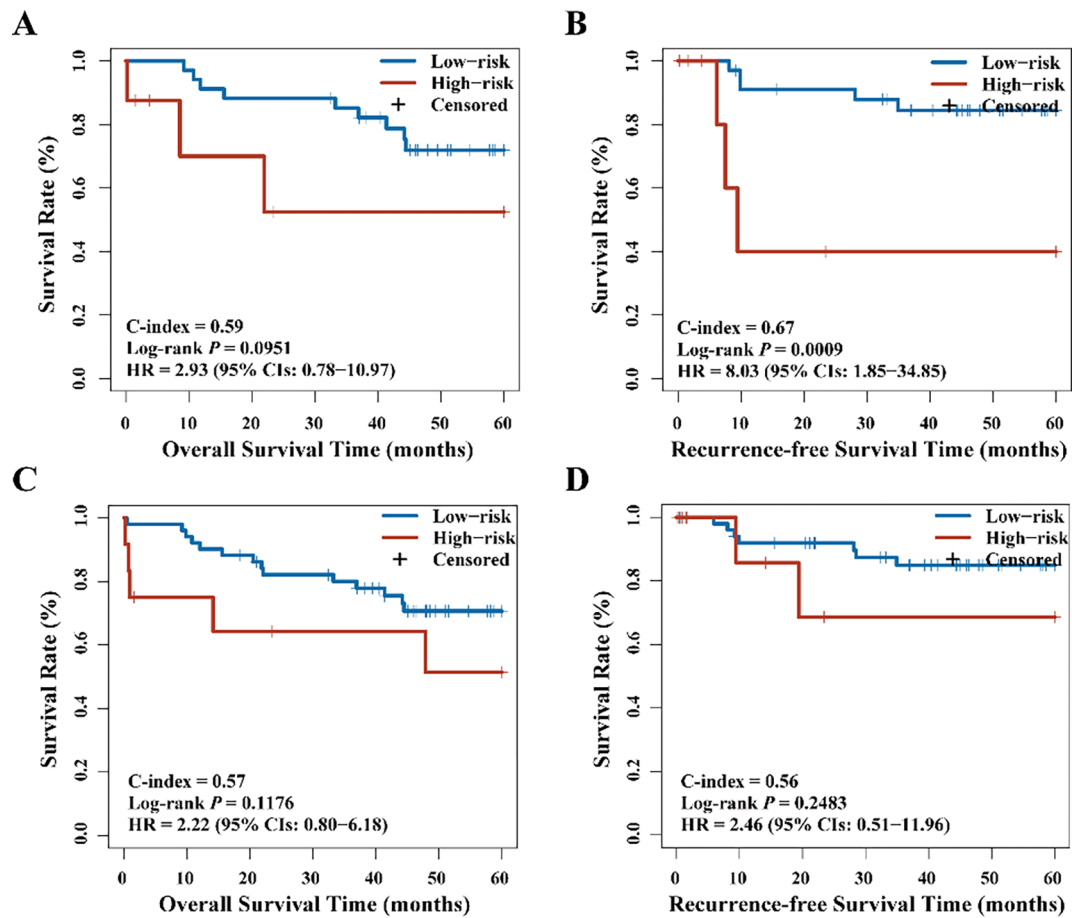 A
Low−risk
High−risk
+ Censored
Survival Rate (%)
1.0
0.8
0.6
0.4
0.2
0.0
C-index = 0.59
Log-rank P = 0.0951
HR = 2.93 (95% CIs: 0.78−10.97)
0 10 20 30 40 50 60
Overall Survival Time (months)
B
Low−risk
High−risk
+ Censored
Survival Rate (%)
1.0
0.8
0.6
0.4
0.2
0.0
C-index = 0.67
Log-rank P = 0.0009
HR = 8.03 (95% CIs: 1.85−34.85)
0 10 20 30 40 50 60
Recurrence-free Survival Time (months)
C
Low−risk
High−risk
+ Censored
Survival Rate (%)
1.0
0.8
0.6
0.4
0.2
0.0
C-index = 0.57
Log-rank P = 0.1176
HR = 2.22 (95% CIs: 0.80−6.18)
0 10 20 30 40 50 60
Overall Survival Time (months)
D
Low−risk
High−risk
+ Censored
Survival Rate (%)
1.0
0.8
0.6
0.4
0.2
0.0
C-index = 0.56
Log-rank P = 0.2483
HR = 2.46 (95% CIs: 0.51−11.96)
0 10 20 30 40 50 60
Recurrence-free Survival Time (months)